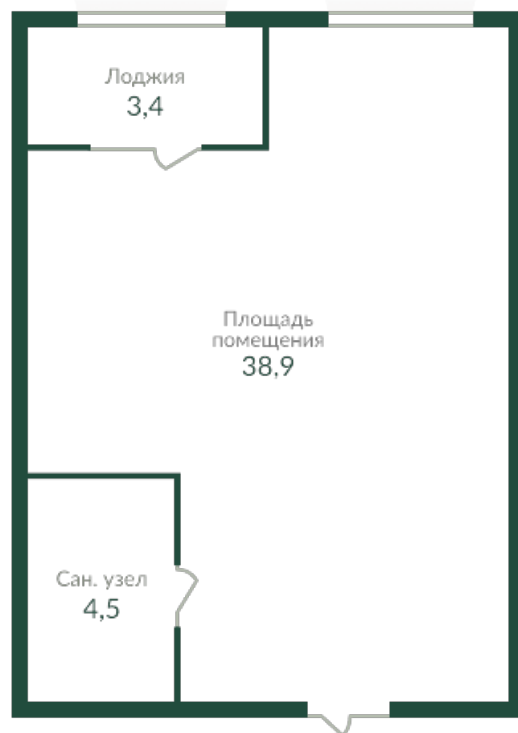 Лоджия
3,4
Площадь
помещения
38,9
Сан. узел
4,5